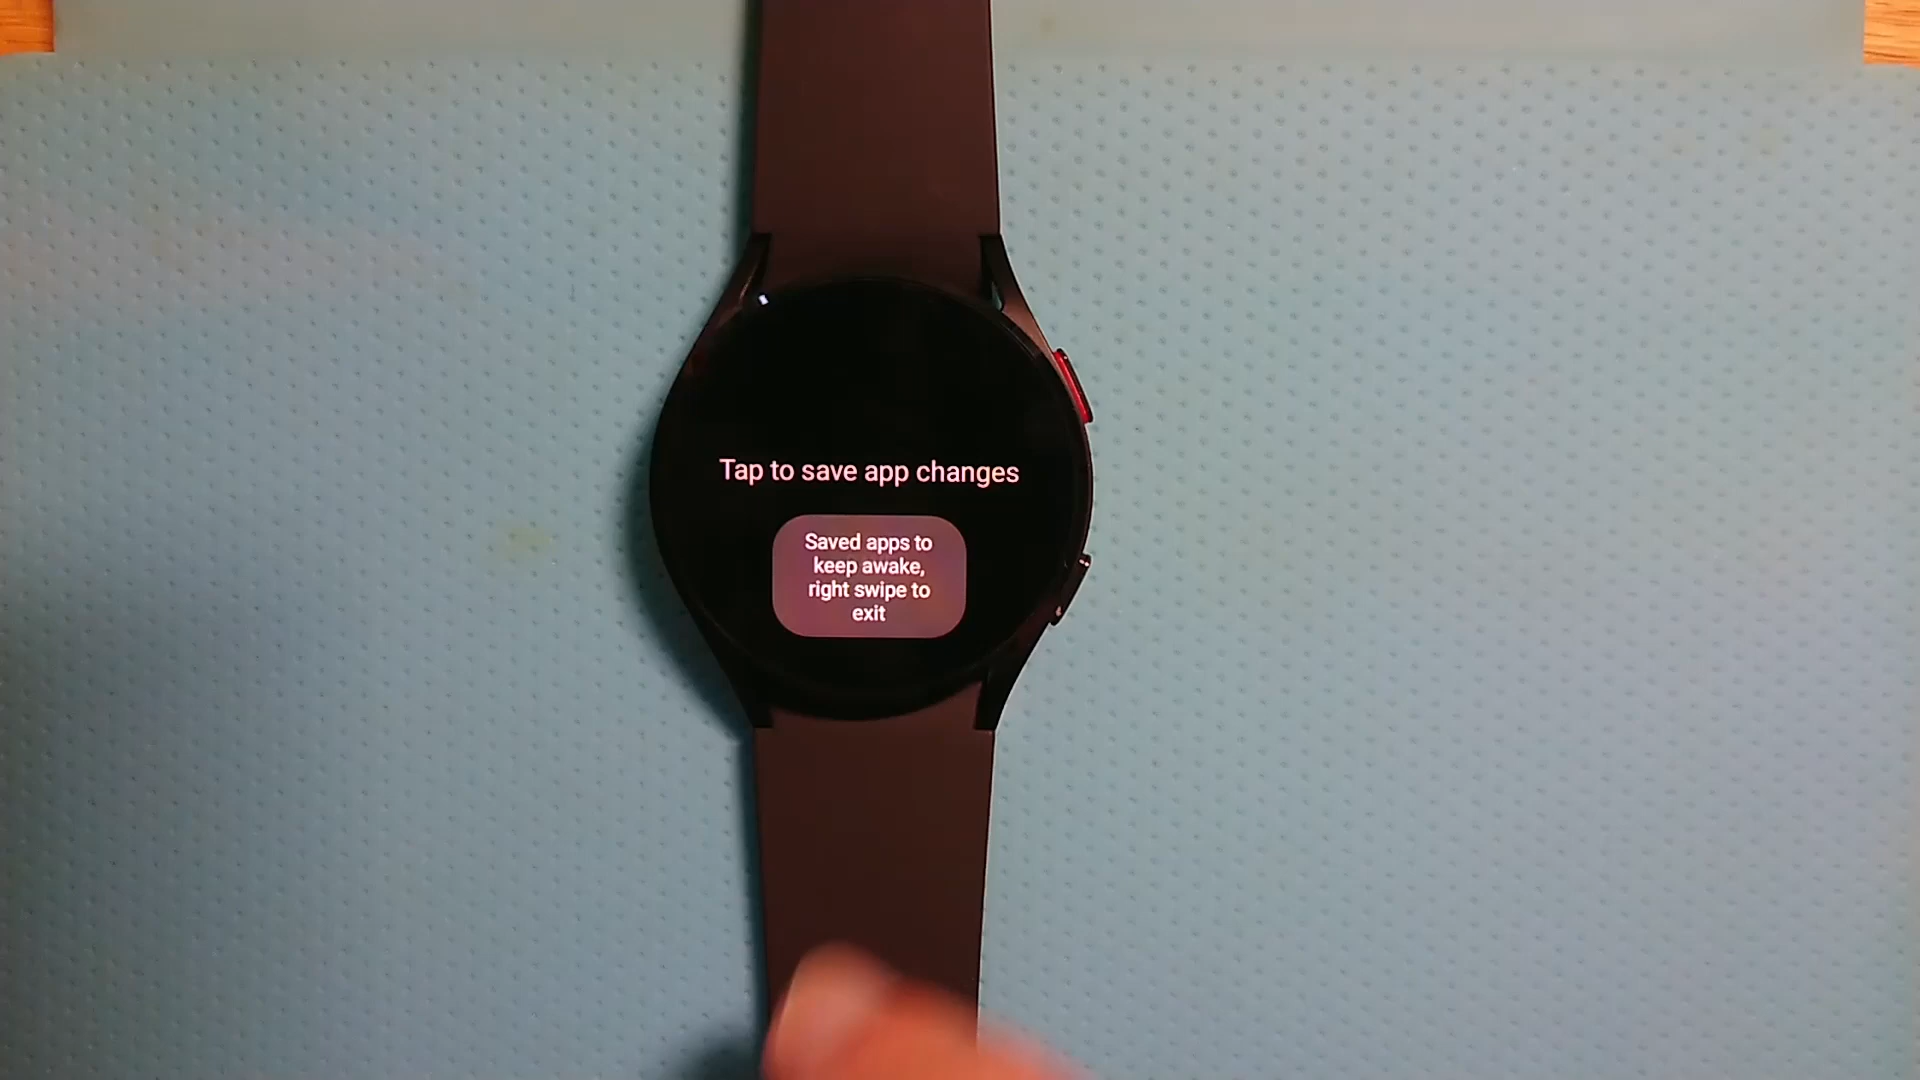 Tap to save app changes
Saved apps to
keep awake,
right swipe to
exit